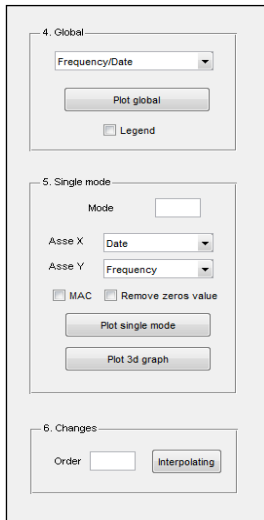 4. Global
Frequency/Date
Plot global
Legend
5. Single mode
Mode
Asse X Date
Asse Y Frequency
MAC Remove zeros value
Plot single mode
Plot 3d graph
6. Changes
Order Interpolating